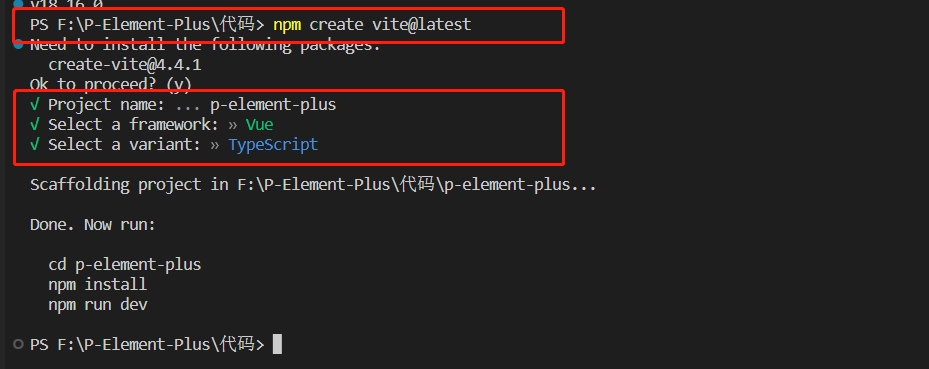 v18.16.0
PS F:\P-Element-Plus\代码> npm create vite@latest
Need to install the following packages:
create-vite@4.4.1
Ok to proceed? (y)
√ Project name: ... p-element-plus
√ Select a framework: » Vue
√ Select a variant: » TypeScript
Scaffolding project in F:\P-Element-Plus\代码\p-element-plus...
Done. Now run:
cd p-element-plus
npm install
npm run dev
PS F:\P-Element-Plus\代码>